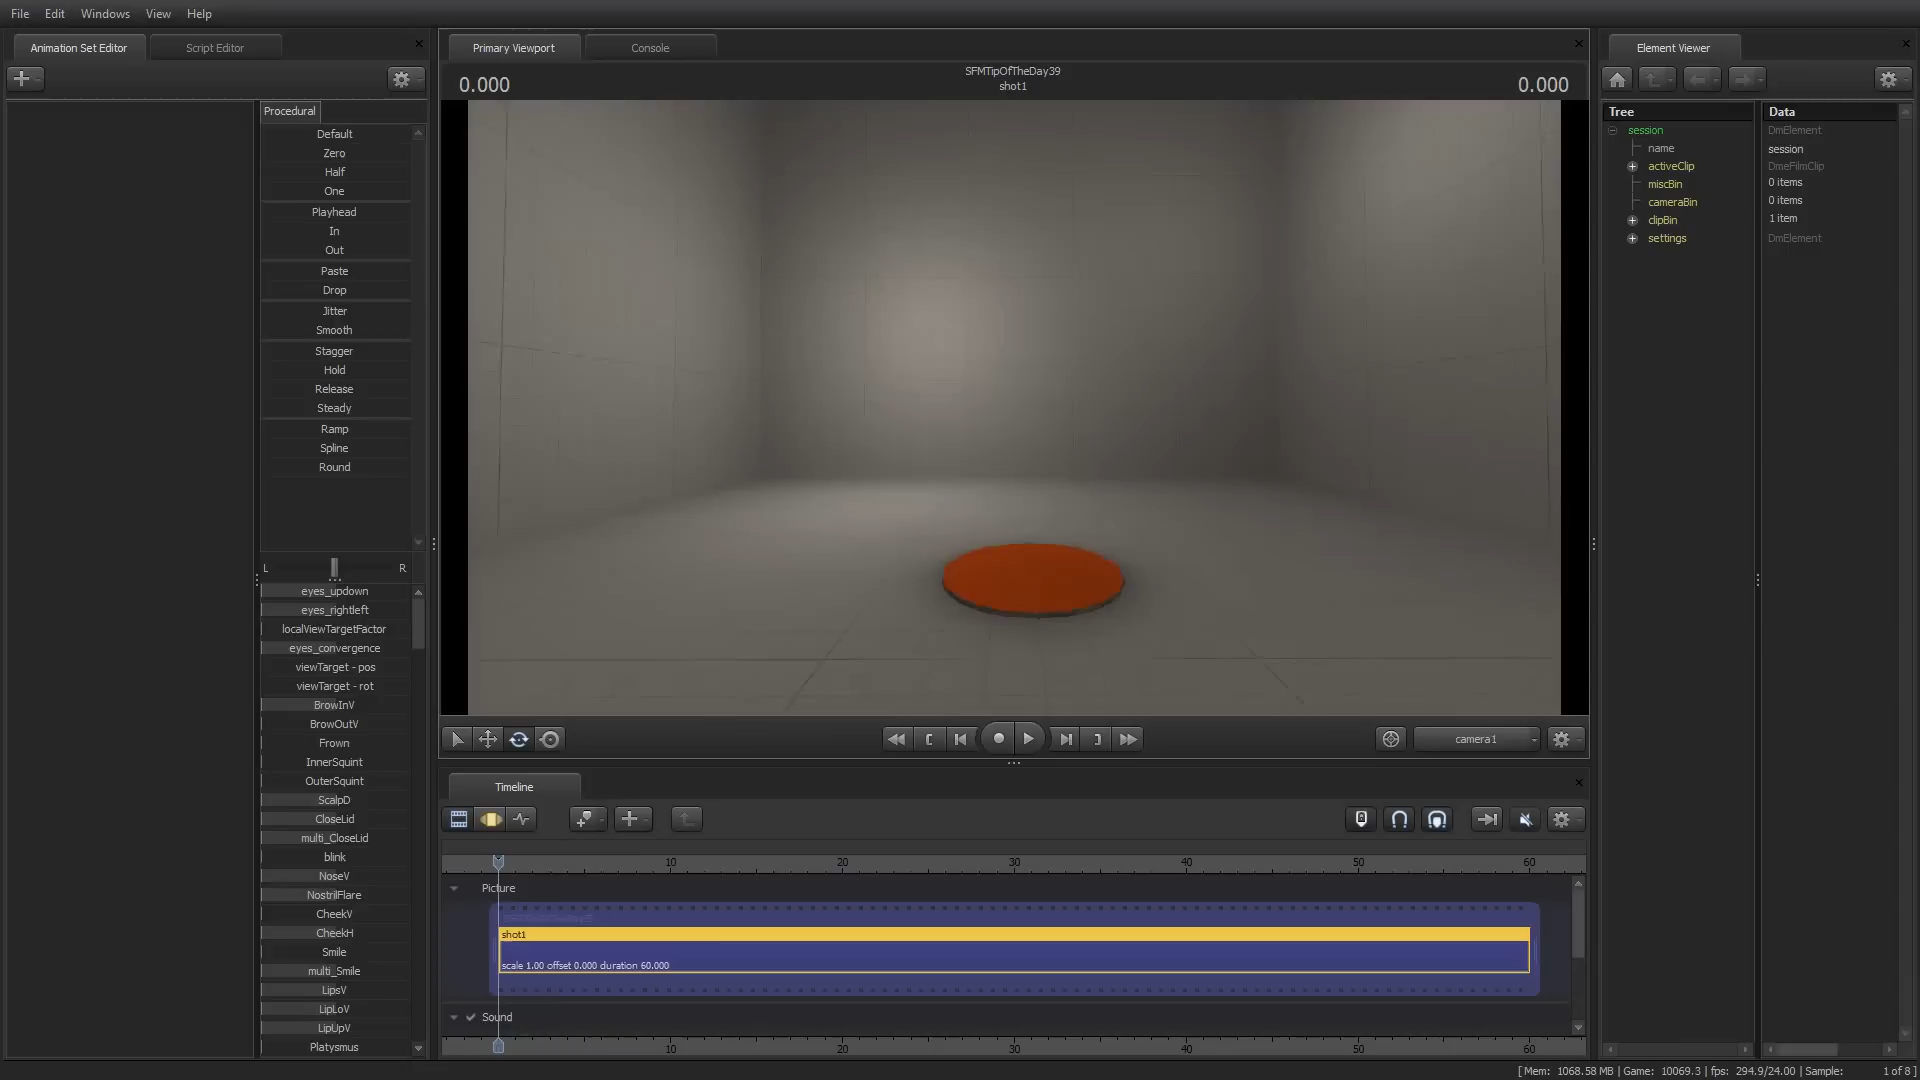 File Edit Windows View Help
Animation Set Editor
Script Editor
Procedural
Default
Zero
Half
One
Playhead
In
Out
Paste
Drop
Jitter
Smooth
Stagger
Hold
Release
Steady
Ramp
Spline
Round
L R
eyes_updown
eyes_rightleft
localViewTargetFactor
eyes_convergence
viewTarget - pos
viewTarget - rot
BrowInV
BrowOutV
Frown
InnerSquint
OuterSquint
ScalpD
CloseLid
multi_CloseLid
blink
NoseV
NostrilFlare
CheekV
CheekH
Smile
multi_Smile
LipsV
LipLoV
LipUpV
Platysmus
Primary Viewport
Console
0.000
SFMTipOfTheDay39
shot1
0.000
camera1
Timeline
10 20 30 40 50 60
Picture
shot1
scale 1.00 offset 0.000 duration 60.000
Sound
10 20 30 40 50 60
Element Viewer
Tree Data
session DmElement
name session
activeClip DmeFilmClip
miscBin 0 items
cameraBin 0 items
clipBin 1 item
settings DmElement
[ Mem: 1068.58 MB | Game: 10069.3 | fps: 294.9/24.00 | Sample: 1 of 8 ]